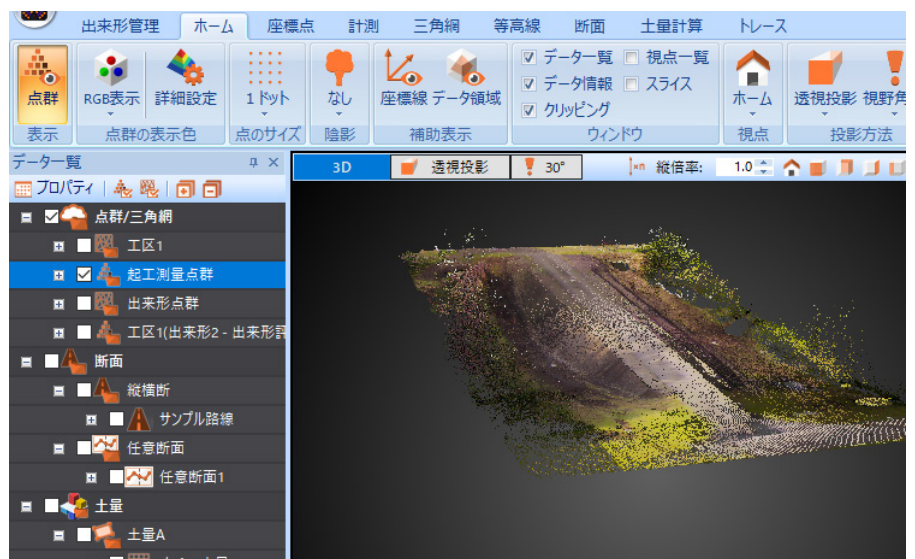 出来形管理 ホーム 座標点 計測 三角網 等高線 断面 土量計算 トレース
点群 RGB表示 詳細設定 1 ドット なし 座標線 データ領域
データ一覧 視点一覧
データ情報 スライス
クリッピング
ホーム 透視投影 視野角
表示 点群の表示色 点のサイズ 陰影 補助表示 ウィンドウ 視点 投影方法
データ一覧
プロパティ
3D 透視投影 30° 縦倍率: 1.0
点群/三角網
工区1
起工測量点群
出来形点群
工区1(出来形2 - 出来形評
断面
縦横断
サンプル路線
任意断面
任意断面1
土量
土量A